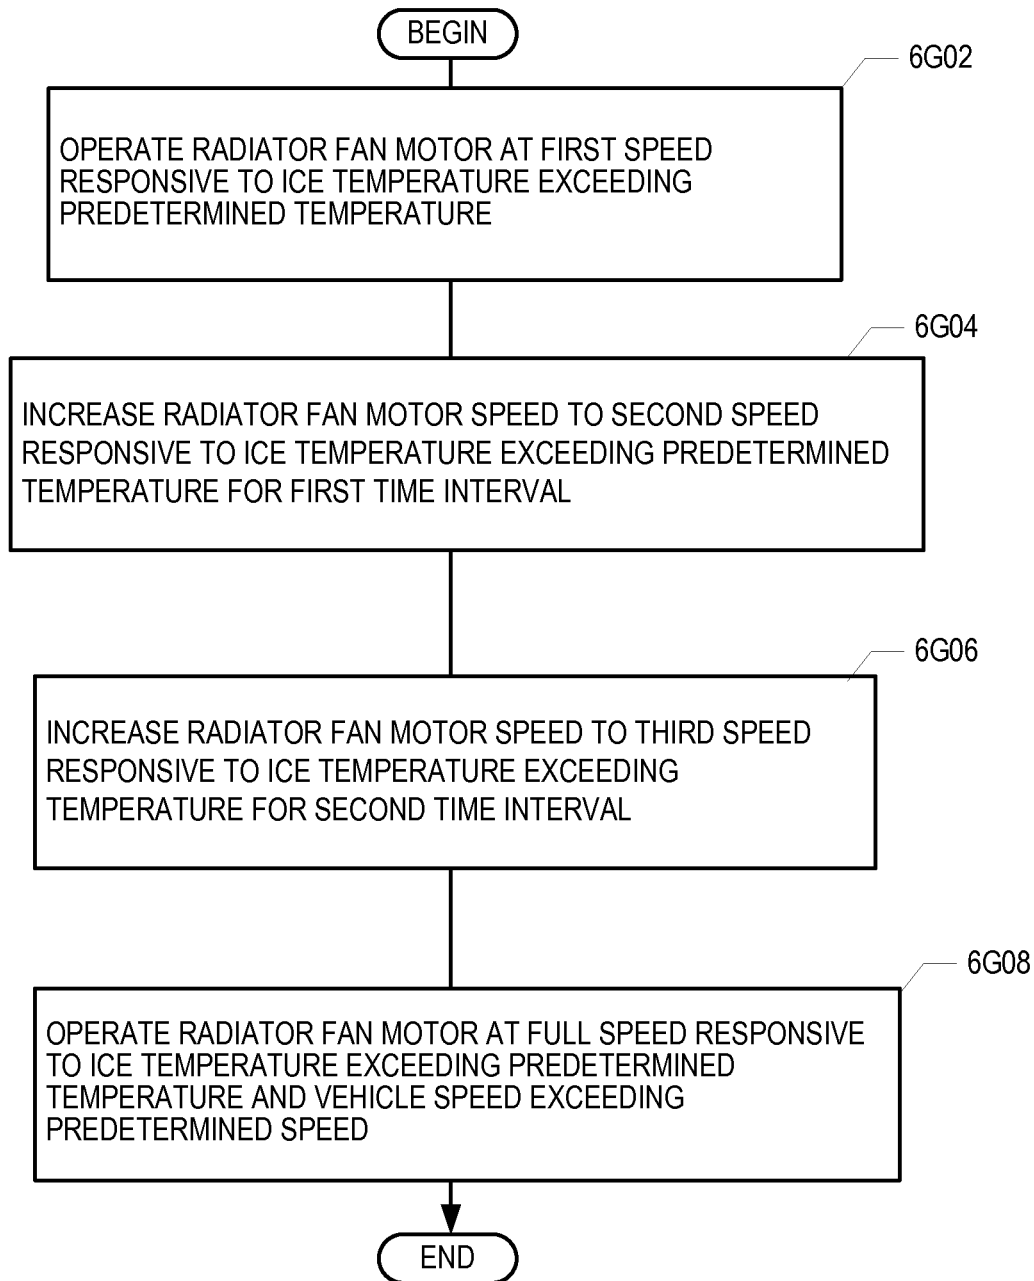 BEGIN
6G02
OPERATE RADIATOR FAN MOTOR AT FIRST SPEED
RESPONSIVE TO ICE TEMPERATURE EXCEEDING
PREDETERMINED TEMPERATURE
6G04
INCREASE RADIATOR FAN MOTOR SPEED TO SECOND SPEED
RESPONSIVE TO ICE TEMPERATURE EXCEEDING PREDETERMINED
TEMPERATURE FOR FIRST TIME INTERVAL
6G06
INCREASE RADIATOR FAN MOTOR SPEED TO THIRD SPEED
RESPONSIVE TO ICE TEMPERATURE EXCEEDING
TEMPERATURE FOR SECOND TIME INTERVAL
6G08
OPERATE RADIATOR FAN MOTOR AT FULL SPEED RESPONSIVE
TO ICE TEMPERATURE EXCEEDING PREDETERMINED
TEMPERATURE AND VEHICLE SPEED EXCEEDING
PREDETERMINED SPEED
END